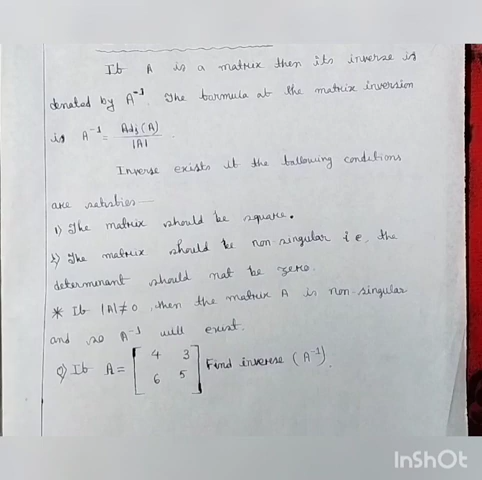 If A is a matrix then its inverse is
denoted by A⁻¹. The formula of the matrix inversion
is A⁻¹ = Adj (A) / |A|
Inverse exists if the following conditions
are satisfies —
1) The matrix should be square.
2) The matrix should be non-singular i.e, the
determenant should not be zero.
* If |A| ≠ 0, then the matrix A is non-singular
and so A⁻¹ will exist.
Q) If A = [4 3
6 5] Find inverse (A⁻¹).
InShOt